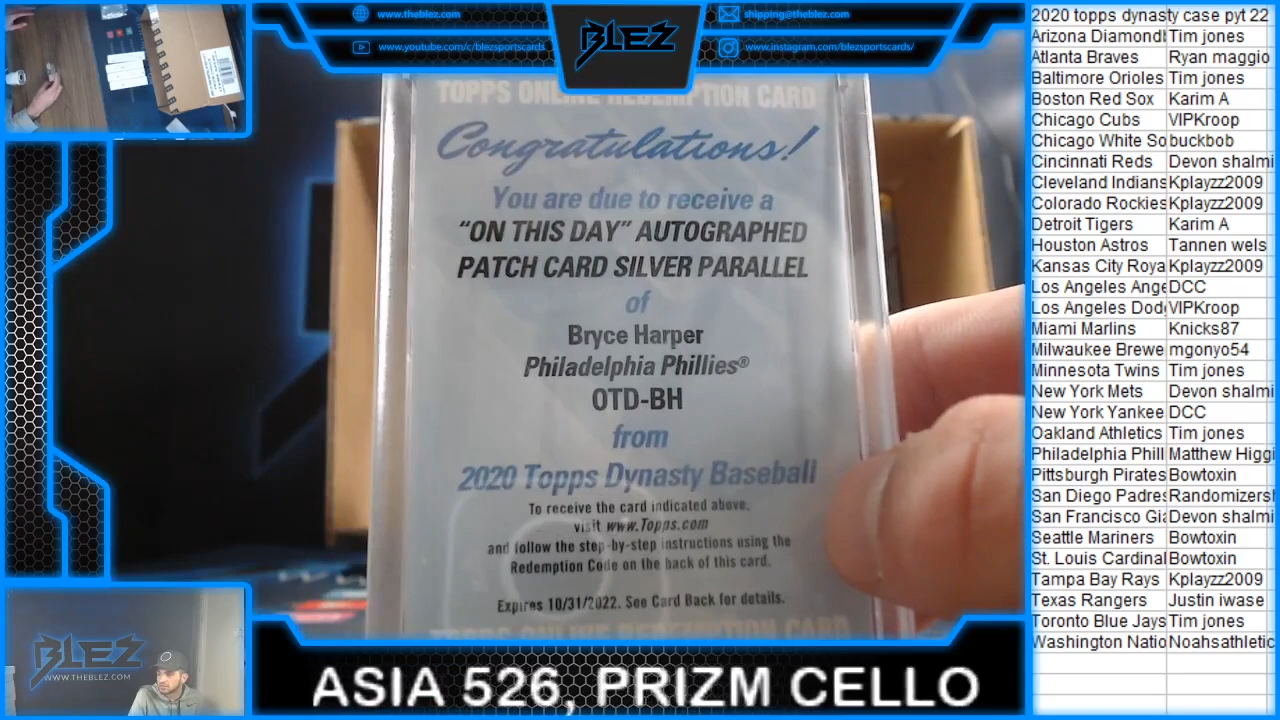 www.theblez.com
www.youtube.com/c/blezsportscards
BLEZ
shipping@theblez.com
www.instagram.com/blezsportscards/
TOPPS ONLINE REDEMPTION CARD
Congratulations!
You are due to receive a
“ON THIS DAY” AUTOGRAPHED
PATCH CARD SILVER PARALLEL
of
Bryce Harper
Philadelphia Phillies®
OTD-BH
from
2020 Topps Dynasty Baseball
To receive the card indicated above,
visit www.Topps.com
and follow the step-by-step instructions using the
Redemption Code on the back of this card.
Expires 10/31/2022. See Card Back for details.
TOPPS ONLINE REDEMPTION CARD
BLEZ
WWW.THEBLEZ.COM
ASIA 526, PRIZM CELLO
2020 topps dynasty case pyt 22
Arizona Diamond Tim jones
Atlanta Braves Ryan maggio
Baltimore Orioles Tim jones
Boston Red Sox Karim A
Chicago Cubs VIPKroop
Chicago White So buckbob
Cincinnati Reds Devon shalmi
Cleveland Indians Kplayzz2009
Colorado Rockies Kplayzz2009
Detroit Tigers Karim A
Houston Astros Tannen wels
Kansas City Roya Kplayzz2009
Los Angeles Ange DCC
Los Angeles Dod VIPKroop
Miami Marlins Knicks87
Milwaukee Brewe mgonyo54
Minnesota Twins Tim jones
New York Mets Devon shalmi
New York Yankee DCC
Oakland Athletics Tim jones
Philadelphia Phill Matthew Higgi
Pittsburgh Pirates Bowtoxin
San Diego Padres Randomizers
San Francisco Gia Devon shalmi
Seattle Mariners Bowtoxin
St. Louis Cardinal Bowtoxin
Tampa Bay Rays Kplayzz2009
Texas Rangers Justin iwase
Toronto Blue Jays Tim jones
Washington Natio Noahsathletic